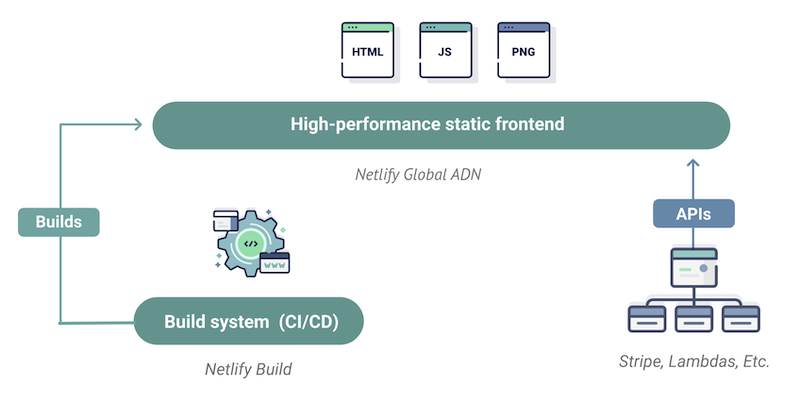 HTML
JS
PNG
High-performance static frontend
Netlify Global ADN
Builds
APIs
</>
WWW
Build system (CI/CD)
Netlify Build
Stripe, Lambdas, Etc.